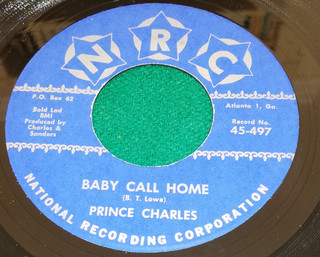 NRC
P.O. Box 62
Atlanta 1, Ga.
Bold Lad
BMI
Produced by
Charles &
Sanders
Record No.
45-497
BABY CALL HOME
(B. T. Lowe)
PRINCE CHARLES
NATIONAL RECORDING CORPORATION